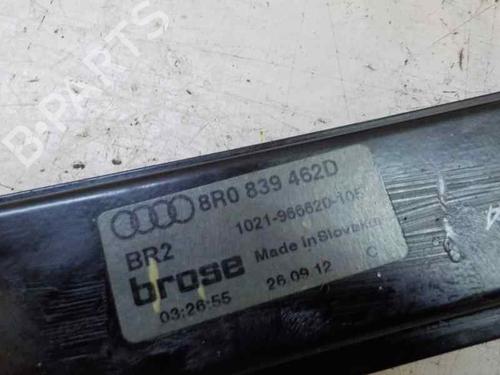 B-PARTS
8R0 839 462D
1021-966620-105
BR2
Made in Slovakia
brose
C
03:26:55
26.09.12